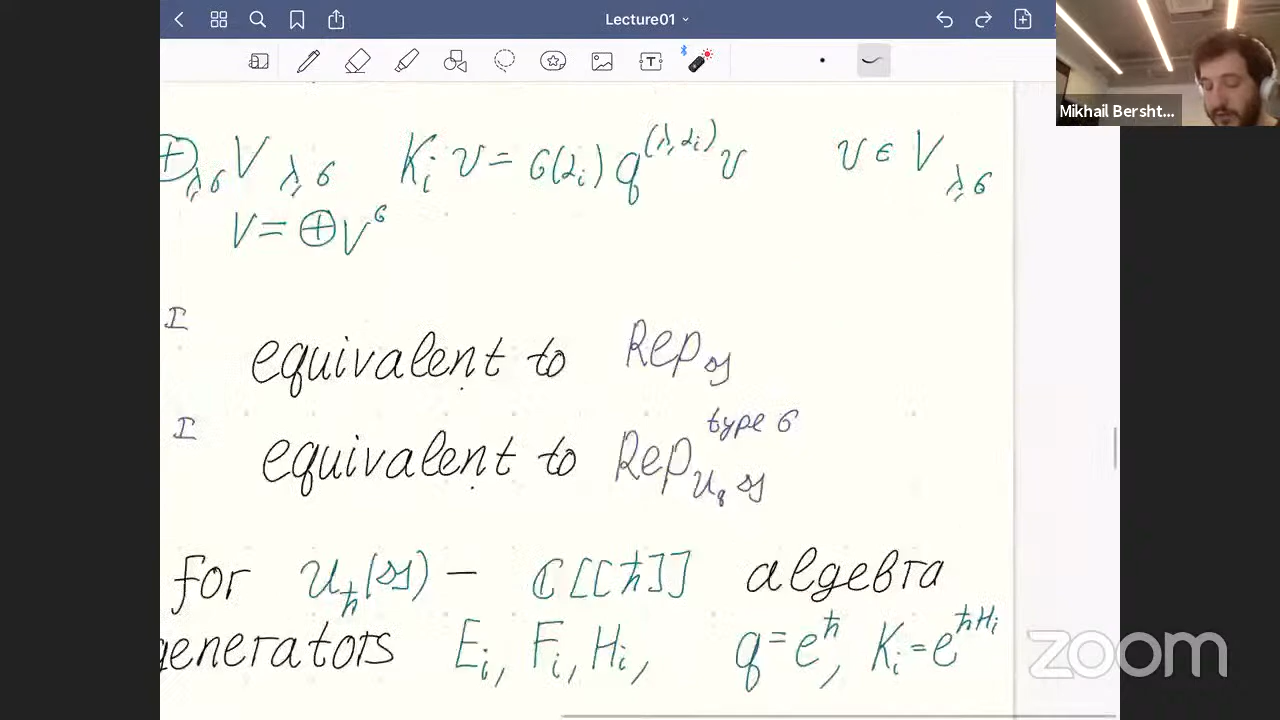 Lecture01
Mikhail Bersht...
⊕_{λ,σ} V_{λ,σ} K_i v = σ(α_i) q^{(λ,α_i)} v v ∈ V_{λ,σ}
V = ⊕ V^σ
I
equivalent to Rep_𝔤
I
equivalent to Rep_{U_q 𝔤}^{type σ}
for U_ħ(𝔤) — ℂ[[ħ]] algebra
generators E_i, F_i, H_i, q = e^ħ, K_i = e^{ħH_i}
zoom